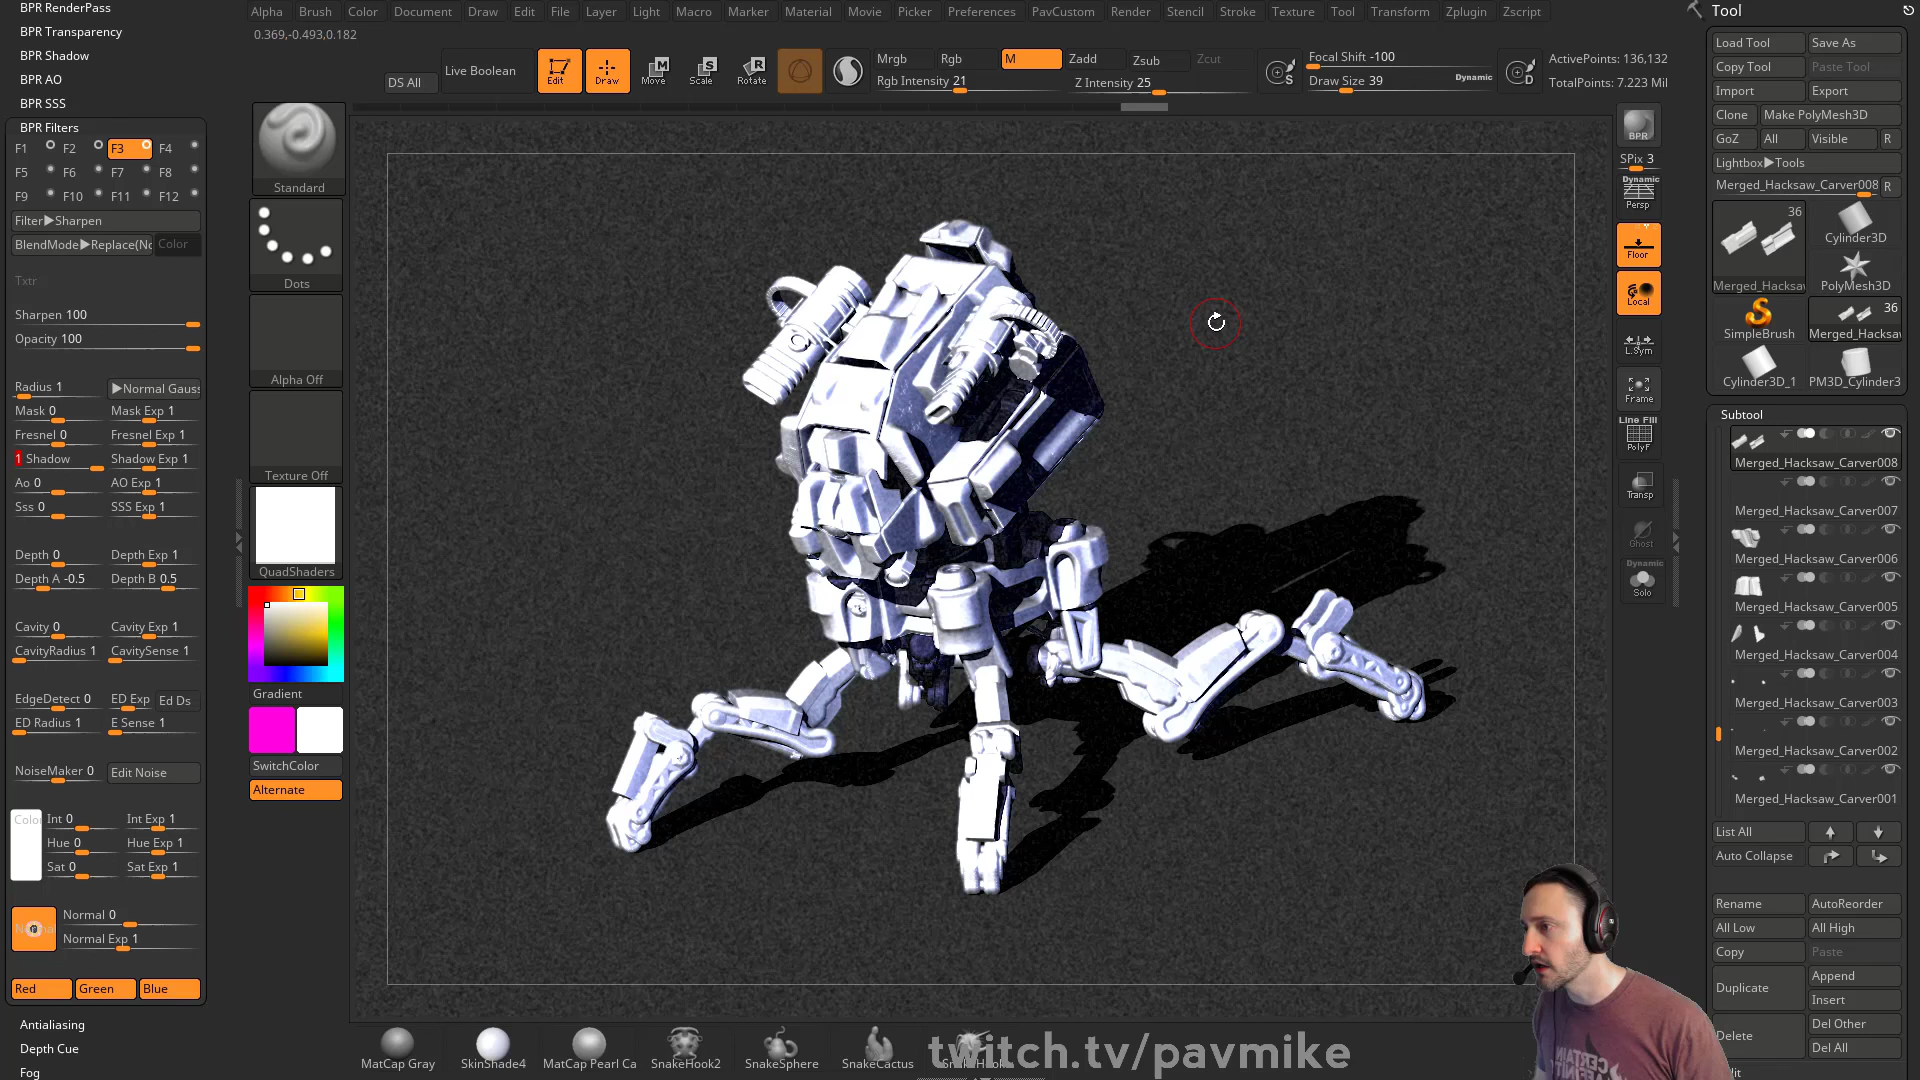 BPR RenderPass
BPR Transparency
BPR Shadow
BPR AO
BPR SSS
BPR Filters
F1 F2 F3 F4
F5 F6 F7 F8
F9 F10 F11 F12
Filter▶Sharpen
BlendMode▶Replace(No Color
Txtr
Sharpen 100
Opacity 100
Radius 1 ▶Normal Gauss
Mask 0 Mask Exp 1
Fresnel 0 Fresnel Exp 1
1 Shadow Shadow Exp 1
Ao 0 AO Exp 1
Sss 0 SSS Exp 1
Depth 0 Depth Exp 1
Depth A -0.5 Depth B 0.5
Cavity 0 Cavity Exp 1
CavityRadius 1 CavitySense 1
EdgeDetect 0 ED Exp Ed Ds
ED Radius 1 E Sense 1
NoiseMaker 0 Edit Noise
Color Int 0 Int Exp 1
Hue 0 Hue Exp 1
Sat 0 Sat Exp 1
Normal 0
Normal Exp 1
Red Green Blue
Antialiasing
Depth Cue
Fog
Alpha Brush Color Document Draw Edit File Layer Light Macro Marker Material Movie Picker Preferences PavCustom Render Stencil Stroke Texture Tool Transform Zplugin Zscript
0.369,-0.493,0.182
DS All
Live Boolean
Edit Draw Move Scale Rotate
M S R
Mrgb Rgb M Zadd Zsub Zcut
Rgb Intensity 21 Z Intensity 25
S
Focal Shift -100
Draw Size 39 Dynamic
D
ActivePoints: 136,132
TotalPoints: 7.223 Mil
Standard
Dots
Alpha Off
Texture Off
QuadShaders
Gradient
SwitchColor
Alternate
BPR
SPix 3
Dynamic
Persp
Floor
Local
L.Sym
Frame
Line Fill
PolyF
Transp
Ghost
Dynamic
Solo
MatCap Gray
SkinShade4
MatCap Pearl Ca
SnakeHook2
SnakeSphere
SnakeCactus
twitch.tv/pavmike
Tool
Load Tool Save As
Copy Tool Paste Tool
Import Export
Clone Make PolyMesh3D
GoZ All Visible R
Lightbox▶Tools
Merged_Hacksaw_Carver008 R
36
Cylinder3D
Merged_Hacksaw
PolyMesh3D
SimpleBrush
36
Merged_Hacksaw
Cylinder3D_1
PM3D_Cylinder3
Subtool
Merged_Hacksaw_Carver008
Merged_Hacksaw_Carver007
Merged_Hacksaw_Carver006
Merged_Hacksaw_Carver005
Merged_Hacksaw_Carver004
Merged_Hacksaw_Carver003
Merged_Hacksaw_Carver002
Merged_Hacksaw_Carver001
List All
Auto Collapse
Rename AutoReorder
All Low All High
Copy Paste
Duplicate
Append
Insert
Delete
Del Other
Del All
CERTAIN